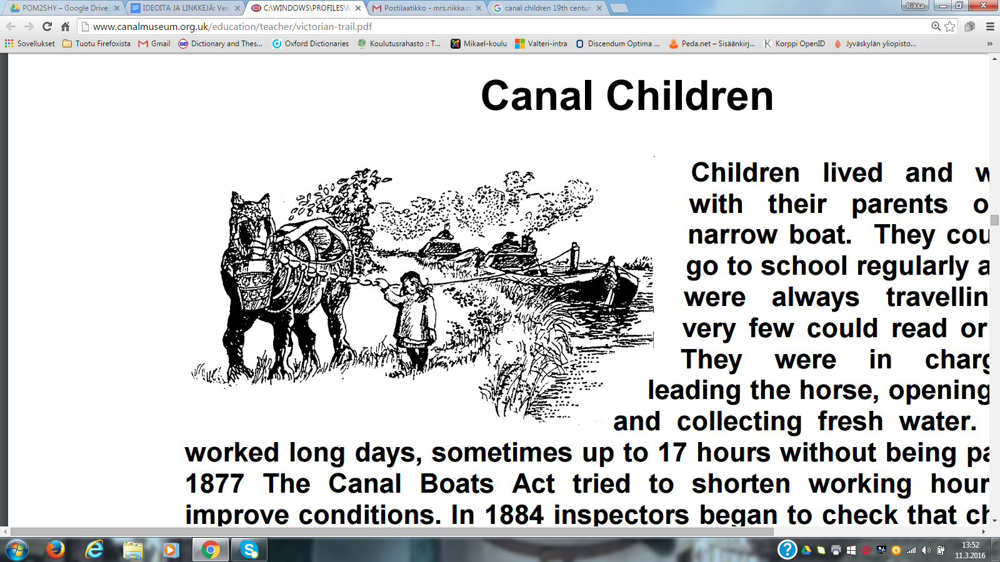 POM2SHY – Google Drive
IDEOITA JA LINKKEJÄ: Vesi
C:\WINDOWS\PROFILES\M
Postilaatikko - mrs.riikka.ra
canal children 19th centur
Riikka
www.canalmuseum.org.uk/education/teacher/victorian-trail.pdf
Sovellukset
Tuotu Firefoxista
Gmail
Dictionary and Thes...
Oxford Dictionaries
Koulutusrahasto :: T...
Mikael-koulu
Valteri-intra
Discendum Optima ...
Peda.net – Sisäänkirj...
Korppi OpenID
Jyväskylän yliopisto...
»
Canal Children
Children lived and w
with their parents o
narrow boat. They cou
go to school regularly a
were always travellin
very few could read or
They were in charg
leading the horse, opening
and collecting fresh water.
worked long days, sometimes up to 17 hours without being pa
1877 The Canal Boats Act tried to shorten working hour
improve conditions. In 1884 inspectors began to check that ch
13:52
11.3.2016